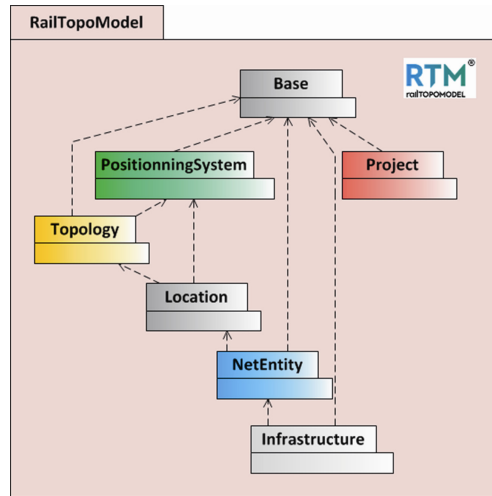 RailTopoModel
RTM®
railTOPOMODEL
Base
PositionningSystem
Project
Topology
Location
NetEntity
Infrastructure